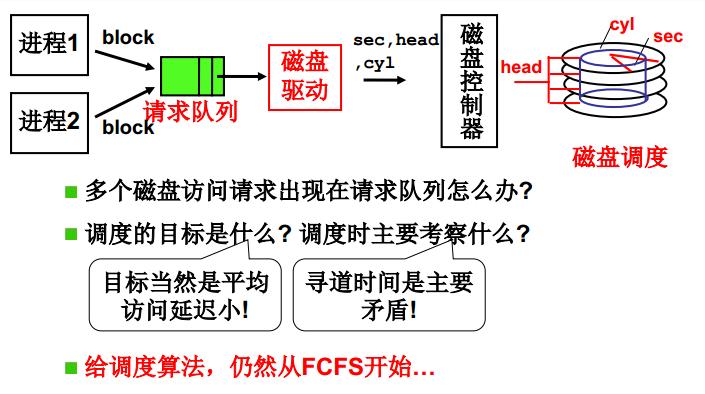 进程1
block
进程2
block
请求队列
磁盘
驱动
sec,head
,cyl
磁盘控制器
head
cyl
sec
磁盘调度
多个磁盘访问请求出现在请求队列怎么办?
调度的目标是什么? 调度时主要考察什么?
目标当然是平均
访问延迟小!
寻道时间是主要
矛盾!
给调度算法，仍然从FCFS开始…